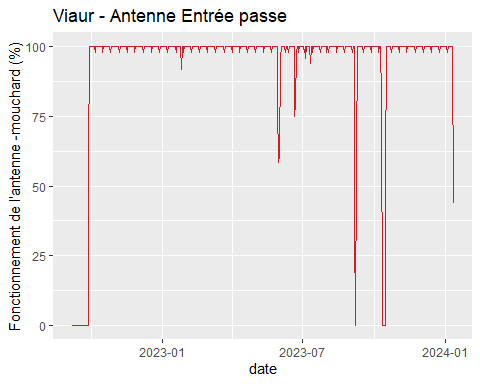 Viaur - Antenne Entrée passe
Fonctionnement de l'antenne -mouchard (%)
100
75
50
25
0
2023-01
2023-07
2024-01
date